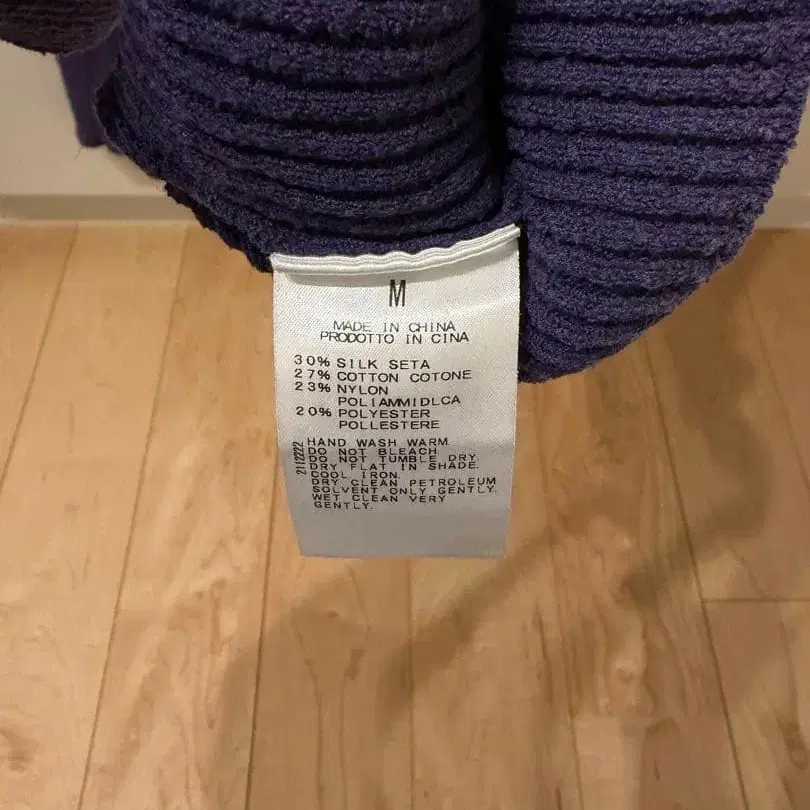 M
MADE IN CHINA
PRODOTTO IN CINA
30% SILK SETA
27% COTTON COTONE
23% NYLON
POLIAMMIDLCA
20% POLYESTER
POLLESTERE
2112222
HAND WASH WARM.
DO NOT BLEACH
DO NOT TUMBLE DRY.
DRY FLAT IN SHADE.
COOL IRON.
DRY CLEAN PETROLEUM
SOLVENT ONLY GENTLY.
WET CLEAN VERY
GENTLY.